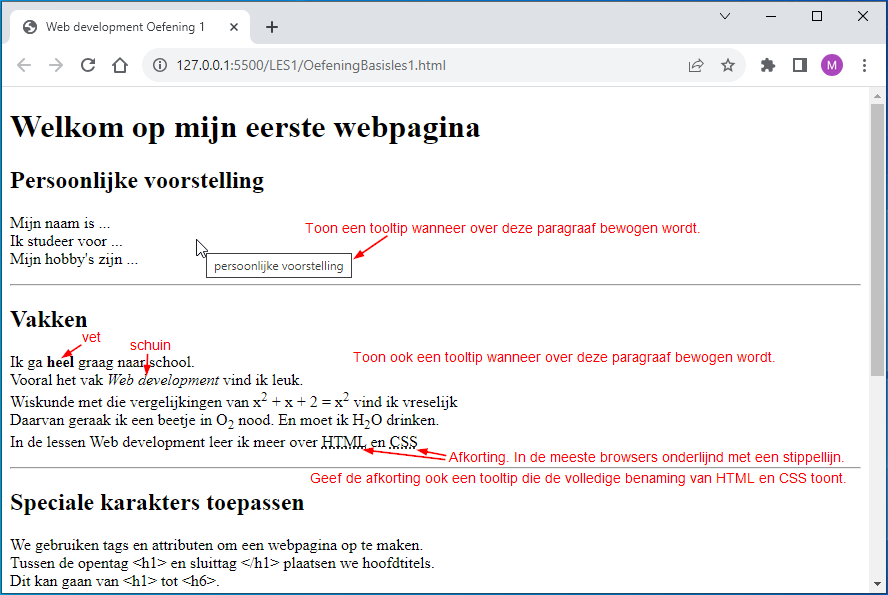 Web development Oefening 1
127.0.0.1:5500/LES1/OefeningBasisles1.html
M
Welkom op mijn eerste webpagina
Persoonlijke voorstelling
Mijn naam is ...
Toon een tooltip wanneer over deze paragraaf bewogen wordt.
Ik studeer voor ...
Mijn hobby's zijn ...
persoonlijke voorstelling
Vakken
vet
schuin
Ik ga heel graag naar school.
Toon ook een tooltip wanneer over deze paragraaf bewogen wordt.
Vooral het vak Web development vind ik leuk.
Wiskunde met die vergelijkingen van x² + x + 2 = x² vind ik vreselijk
Daarvan geraak ik een beetje in O₂ nood. En moet ik H₂O drinken.
In de lessen Web development leer ik meer over HTML en CSS
Afkorting. In de meeste browsers onderlijnd met een stippellijn.
Geef de afkorting ook een tooltip die de volledige benaming van HTML en CSS toont.
Speciale karakters toepassen
We gebruiken tags en attributen om een webpagina op te maken.
Tussen de opentag <h1> en sluittag </h1> plaatsen we hoofdtitels.
Dit kan gaan van <h1> tot <h6>.